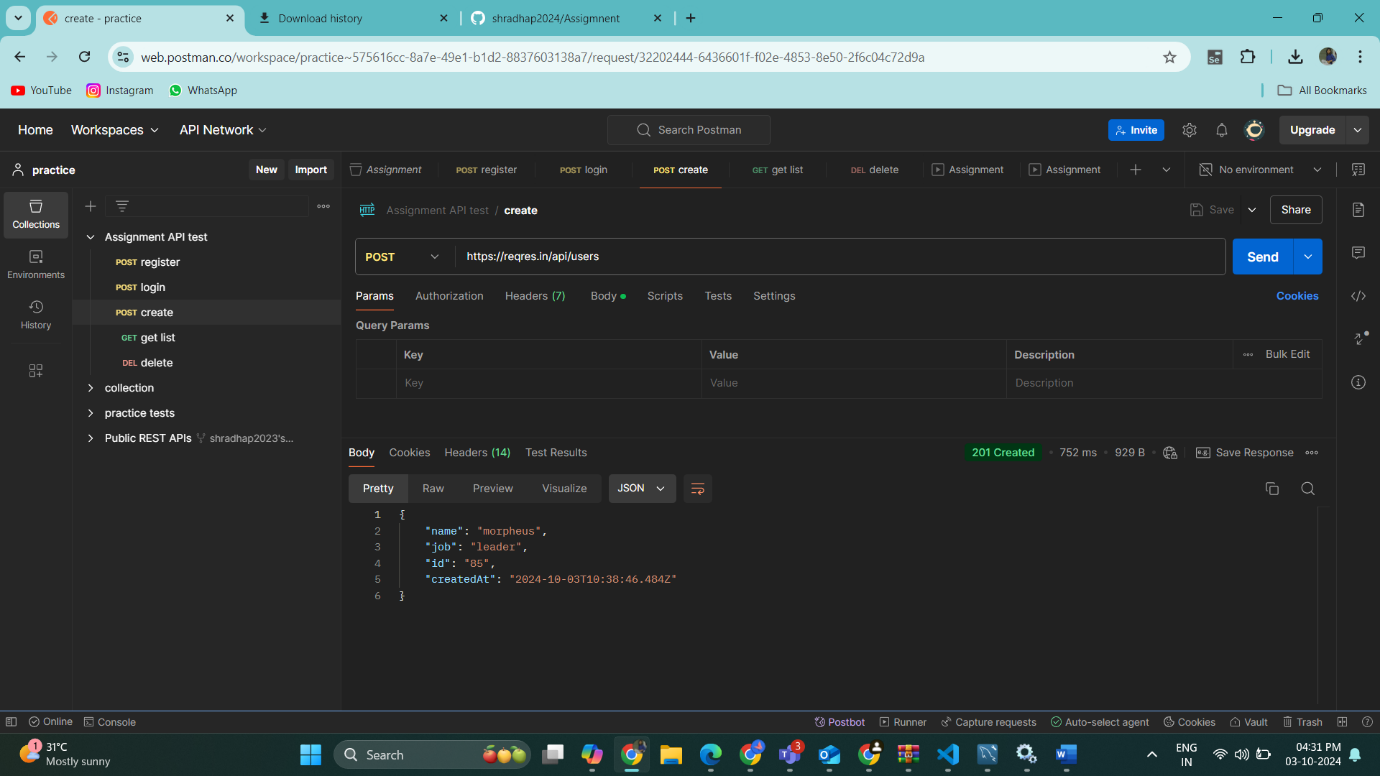 create - practice
Download history
shradhap2024/Assigmnent
web.postman.co/workspace/practice~575616cc-8a7e-49e1-b1d2-8837603138a7/request/32202444-6436601f-f02e-4853-8e50-2f6c04c72d9a
Se
YouTube Instagram WhatsApp All Bookmarks
Home Workspaces API Network Search Postman Invite Upgrade
practice New Import Assignment POST register POST login POST create GET get list DEL delete Assignment Assignment No environment
Collections
Environments
History
Assignment API test
POST register
POST login
POST create
GET get list
DEL delete
collection
practice tests
Public REST APIs shradhap2023's...
HTTP Assignment API test / create Save Share
POST https://reqres.in/api/users Send
Params Authorization Headers (7) Body Scripts Tests Settings Cookies
Query Params
Key Value Description Bulk Edit
Key Value Description
Body Cookies Headers (14) Test Results 201 Created 752 ms 929 B e.g. Save Response
Pretty Raw Preview Visualize JSON
1 {
2 "name": "morpheus",
3 "job": "leader",
4 "id": "85",
5 "createdAt": "2024-10-03T10:38:46.484Z"
6 }
Online Console Postbot Runner Capture requests Auto-select agent Cookies Vault Trash
1 31°C
Mostly sunny
Search
3
ENG
IN
04:31 PM
03-10-2024